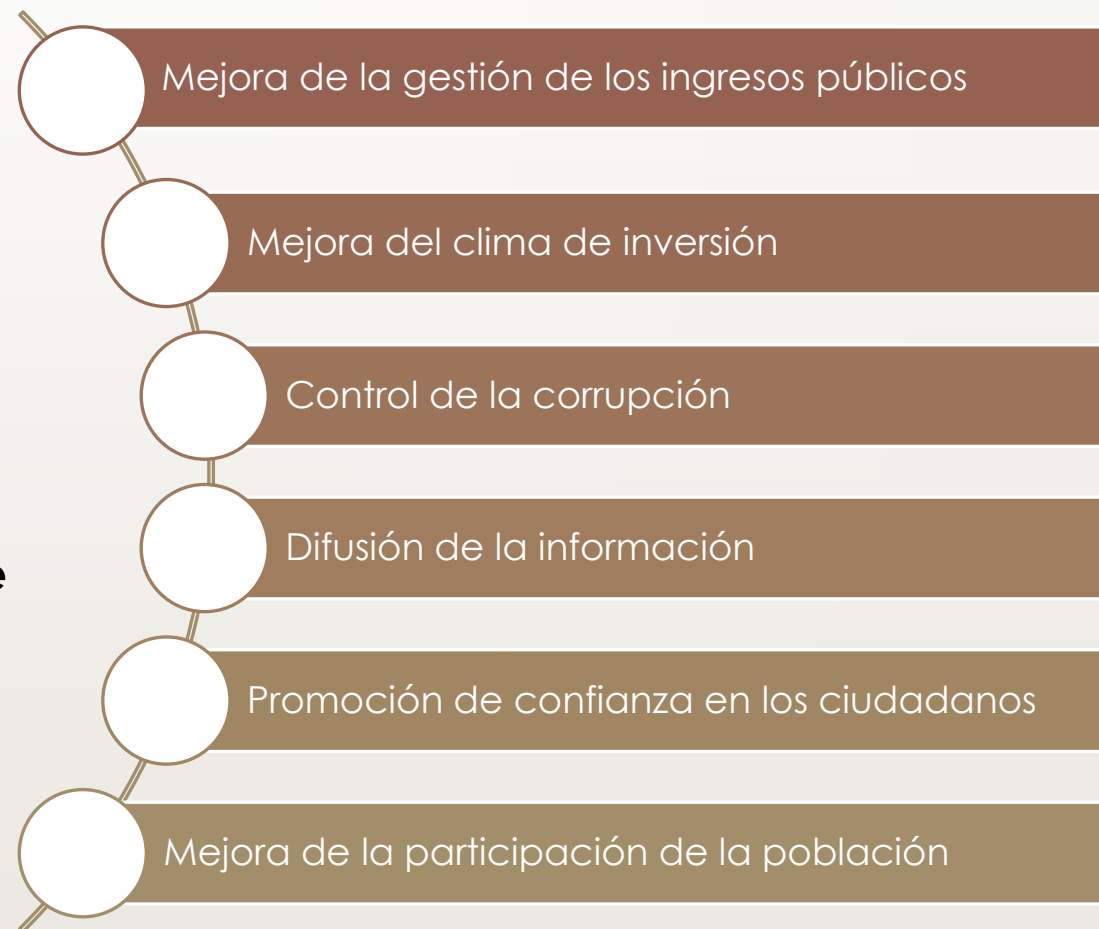 Mejora de la gestión de los ingresos públicos
Mejora del clima de inversión
Control de la corrupción
Difusión de la información
e
Promoción de confianza en los ciudadanos
Mejora de la participación de la población